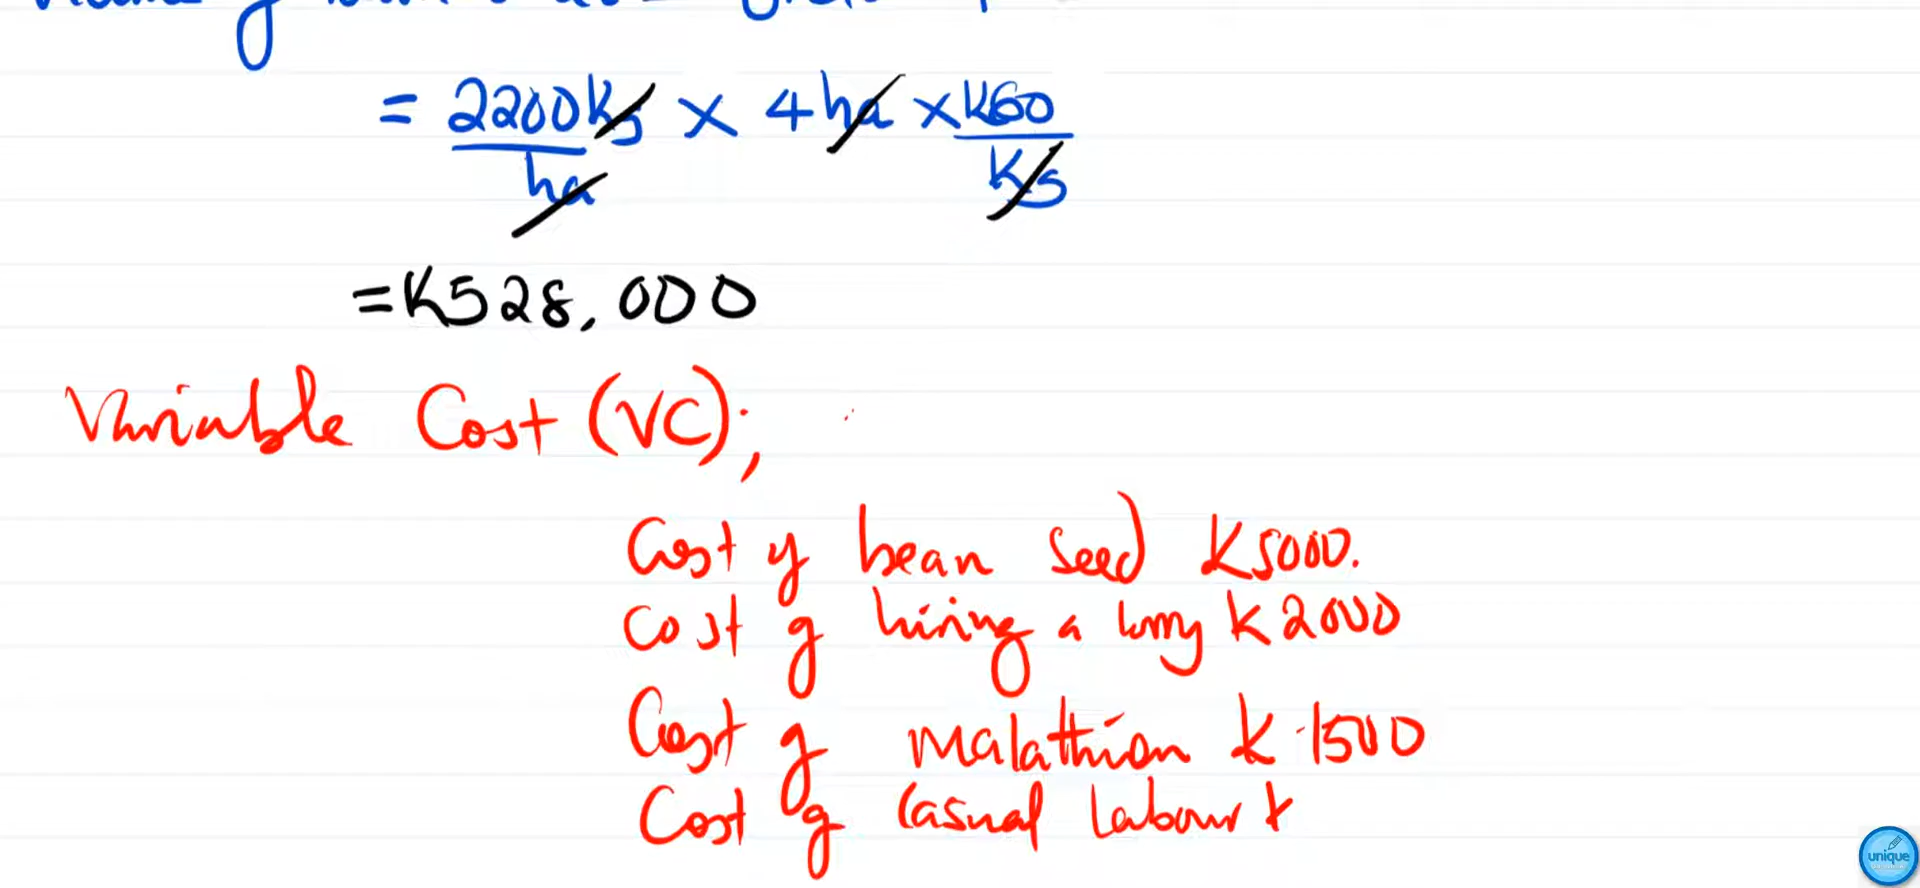 = 2200kg/ha × 4ha × K60/kg
= K528,000
Variable Cost (VC);
Cost of bean seed K5000.
Cost of hiring a lorry K2000
Cost of malathion K1500
Cost of casual labour K
unique